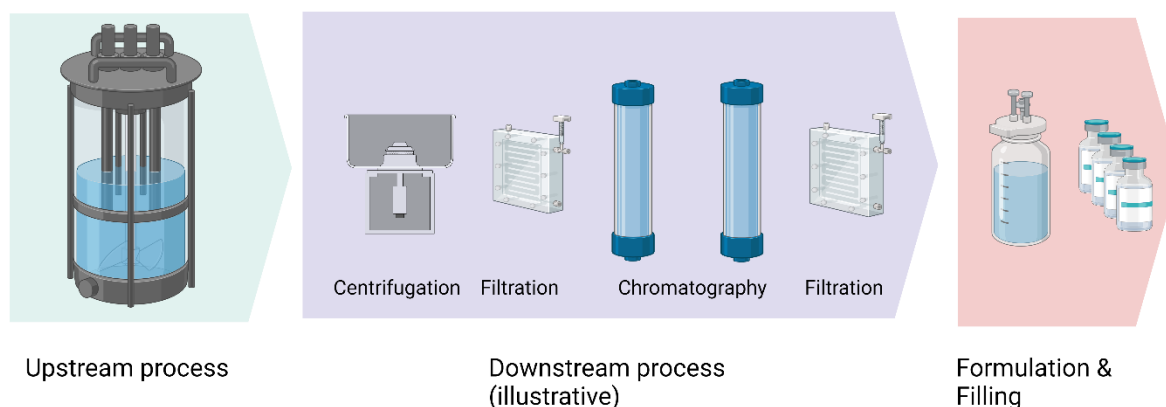 Centrifugation
Filtration
Chromatography
Filtration
Upstream process
Downstream process
(illustrative)
Formulation &
Filling